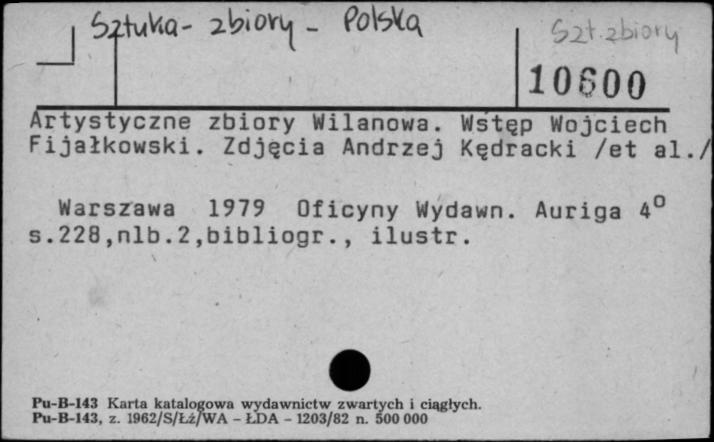 Sztuka - zbiory - Polska
Szt. zbiory
10600
Artystyczne zbiory Wilanowa. Wstęp Wojciech
Fijałkowski. Zdjęcia Andrzej Kędracki /et al./
Warszawa 1979 Oficyny Wydawn. Auriga 4°
s.228,nlb.2,bibliogr., ilustr.
Pu-B-143 Karta katalogowa wydawnictw zwartych i ciągłych.
Pu-B-143, z. 1962/S/Łź/WA – ŁDA – 1203/82 n. 500 000